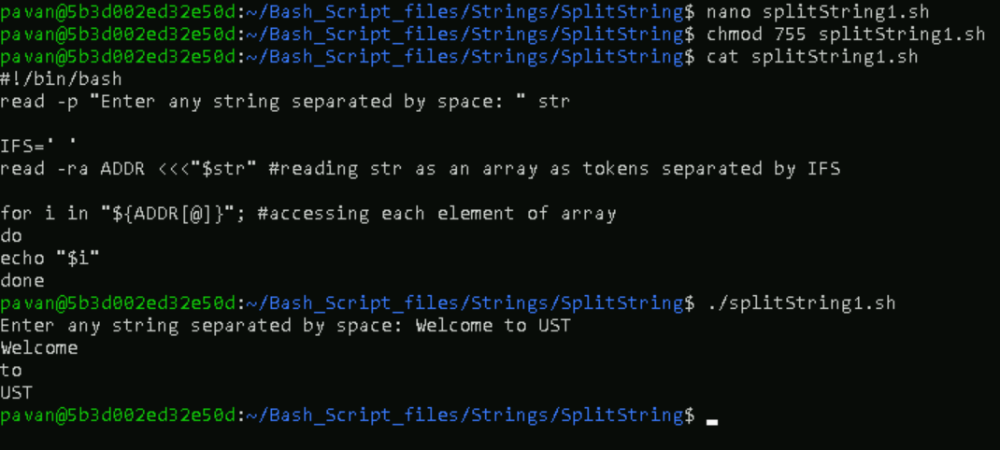 pavan@5b3d002ed32e50d:~/Bash_Script_files/Strings/SplitString$ nano splitString1.sh
pavan@5b3d002ed32e50d:~/Bash_Script_files/Strings/SplitString$ chmod 755 splitString1.sh
pavan@5b3d002ed32e50d:~/Bash_Script_files/Strings/SplitString$ cat splitString1.sh
#!/bin/bash
read -p "Enter any string separated by space: " str
IFS=' '
read -ra ADDR <<<"$str" #reading str as an array as tokens separated by IFS
for i in "${ADDR[@]}"; #accessing each element of array
do
echo "$i"
done
pavan@5b3d002ed32e50d:~/Bash_Script_files/Strings/SplitString$ ./splitString1.sh
Enter any string separated by space: Welcome to UST
Welcome
to
UST
pavan@5b3d002ed32e50d:~/Bash_Script_files/Strings/SplitString$